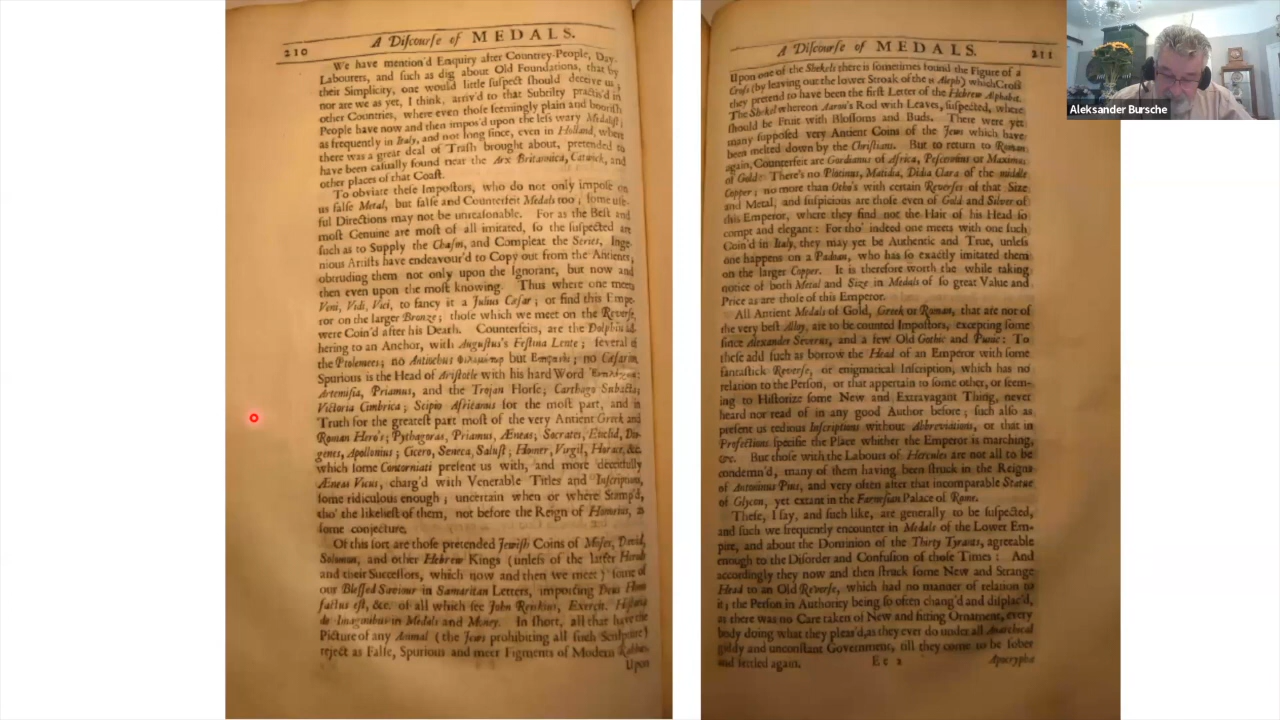 210
A Diſcourſe of MEDALS.
We have mention'd Enquiry after Countrey-People, Day-
Labourers, and ſuch as dig about Old Foundations, that by
their Simplicity, one would little ſuſpect ſhould deceive us;
nor are we as yet, I think, arriv'd to that Subtilty practis'd in
other Countries, where even thoſe ſeemingly plain and booriſh
People have now and then impos'd upon the leſs wary Medaliſt;
as frequently in Italy, and not long ſince, even in Holland, where
there was a great deal of Traſh brought about, pretended to
have been caſually found near the Arx Britannica, Catwick, and
other places of that Coaſt.
To obviate theſe Impoſtors, who do not only impoſe on
us falſe Metal, but falſe and Counterfeit Medals too; ſome uſe-
ful Directions may not be unreaſonable. For as the Beſt and
moſt Genuine are moſt of all imitated, ſo the ſuſpected are
ſuch as to Supply the Chaſms, and Compleat the Series, Inge-
nious Artiſts have endeavour'd to Copy out from the Antients,
obtruding them not only upon the Ignorant, but now and
then even upon the moſt knowing. Thus where one meets
Veni, Vidi, Vici, to fancy it a Julius Cæſar; or find this Empe-
ror on the larger Bronze; thoſe which we meet on the Reverſe,
were Coin'd after his Death. Counterfeits, are the Dolphin ad-
hering to an Anchor, with Auguſtus's Feſtina Lente; ſeveral of
the Ptolemees; no Antiochus but no Cæſarion,
Spurious is the Head of Ariſtotle with his hard Word
Artemiſia, Priamus, and the Trojan Horſe; Carthago Subacta;
Victoria Cimbrica; Scipio Africanus for the moſt part, and in
Truth for the greateſt part moſt of the very Antient Greek and
Roman Hero's; Pythagoras, Priamus, Æneas; Socrates, Euclid, Dio-
genes, Apollonius; Cicero, Seneca, Saluſt; Homer, Virgil, Horace, &c.
which ſome Contorniati preſent us with, and more deceitfully
Æneas Vicus, charg'd with Venerable Titles and Inſcriptions,
ſome ridiculous enough; uncertain when or where Stamp'd,
tho' the likelieſt of them, not before the Reign of Honorius, as
ſome conjecture.
Of this ſort are thoſe pretended Jewiſh Coins of Moſes, David,
Solomon, and other Hebrew Kings (unleſs of the latter Herods
and their Succeſſors, which now and then we meet) ſome of
our Bleſſed Saviour in Samaritan Letters, importing Deus Homo
factus eſt, &c. of all which ſee John Exercit.
de Imaginibus in Medals and Money. In ſhort, all that have the
Picture of any Animal (the Jews prohibiting all ſuch Sculpture)
reject as Falſe, Spurious and meer Figments of Modern
Upon
A Diſcourſe of MEDALS.
211
Upon one of the Shekels there is ſometimes found the Figure of a
Croſs (by leaving out the lower Stroak of the א Aleph) which Croſs
they pretend to have been the firſt Letter of the Hebrew Alphabet.
The Shekel whereon Aaron's Rod with Leaves, ſuſpected, where
ſhould be Fruit with Bloſſoms and Buds. There were yet
many ſuppoſed very Antient Coins of the Jews which have
been melted down by the Chriſtians. But to return to Roman
again, Counterfeit are Gordianus of Africa, Peſcennius or Maximus
of Gold: There's no Plotinus, Matidia, Didia Clara of the middle
Copper; no more than Otho's with certain Reverſes of that Size
and Metal, and ſuſpicious are thoſe even of Gold and Silver of
this Emperor, where they find not the Hair of his Head ſo
compt and elegant: For tho' indeed one meets with one ſuch
Coin'd in Italy, they may yet be Authentic and True, unleſs
one happens on a Paduan, who has ſo exactly imitated them
on the larger Copper. It is therefore worth the while taking
notice of both Metal and Size in Medals of ſo great Value and
Price as are thoſe of this Emperor.
All Antient Medals of Gold, Greek or Roman, that are not of
the very beſt Alloy, are to be counted Impoſtors, excepting ſome
ſince Alexander Severus, and a few Old Gothic and Punic: To
theſe add ſuch as borrow the Head of an Emperor with ſome
fantaſtick Reverſe, or enigmatical Inſcription, which has no
relation to the Perſon, or that appertain to ſome other, or ſeem-
ing to Hiſtorize ſome New and Extravagant Thing, never
heard nor read of in any good Author before; ſuch alſo as
preſent us tedious Inſcriptions without Abbreviations, or that in
Profections ſpecifie the Place whither the Emperor is marching,
&c. But thoſe with the Labours of Hercules are not all to be
condemn'd, many of them having been ſtruck in the Reigns
of Antoninus Pius, and very often after that incomparable Statue
of Glycon, yet extant in the Farneſian Palace of Rome.
Theſe, I ſay, and ſuch like, are generally to be ſuſpected,
and ſuch we frequently encounter in Medals of the Lower Em-
pire, and about the Dominion of the Thirty Tyrants, agreeable
enough to the Diſorder and Confuſion of thoſe Times: And
accordingly they now and then ſtruck ſome New and Strange
Head to an Old Reverſe, which had no manner of relation to
it; the Perſon in Authority being ſo often chang'd and diſplac'd,
as there was no Care taken of New and fitting Ornament, every
body doing what they pleas'd, as they ever do under all Anarchical
giddy and unconſtant Government, till they come to be ſober
and ſettled again.
Ee 2
Apocrypha
Aleksander Bursche